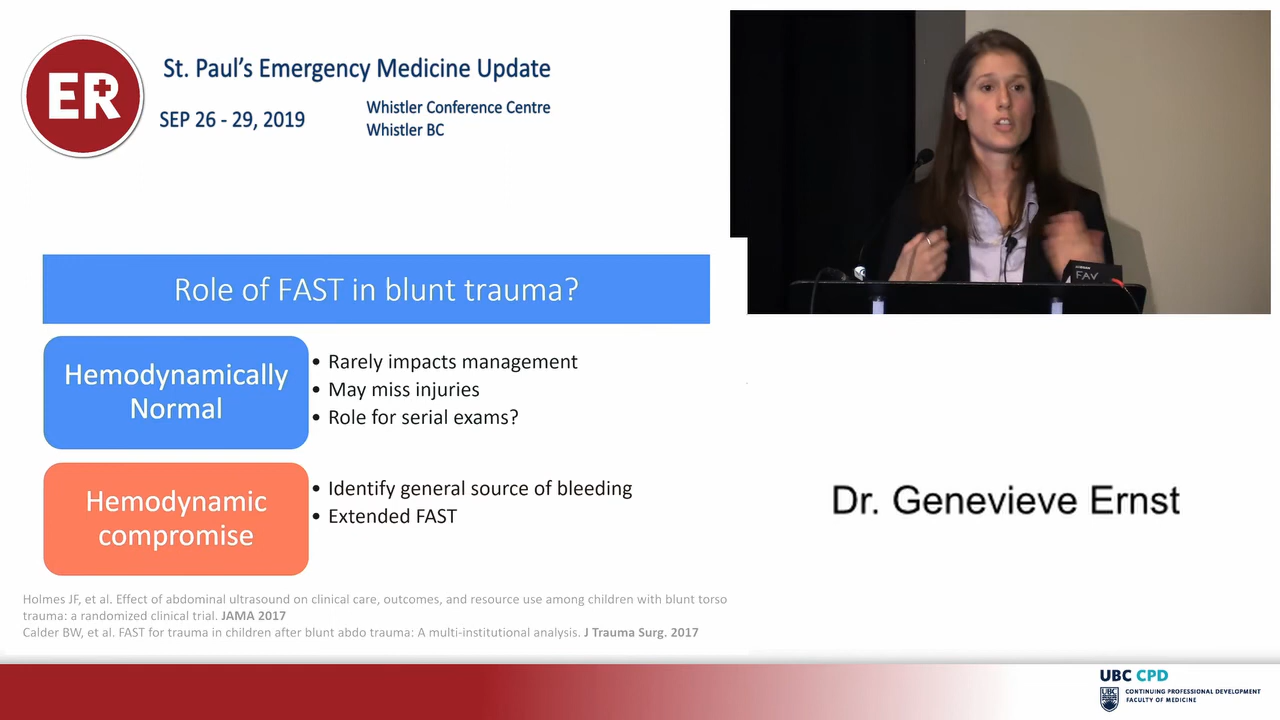 ER
St. Paul's Emergency Medicine Update
SEP 26 - 29, 2019
Whistler Conference Centre
Whistler BC
Role of FAST in blunt trauma?
Hemodynamically
Normal
• Rarely impacts management
• May miss injuries
• Role for serial exams?
Hemodynamic
compromise
• Identify general source of bleeding
• Extended FAST
Holmes JF, et al. Effect of abdominal ultrasound on clinical care, outcomes, and resource use among children with blunt torso
trauma: a randomized clinical trial. JAMA 2017
Calder BW, et al. FAST for trauma in children after blunt abdo trauma: A multi-institutional analysis. J Trauma Surg. 2017
FAV
Dr. Genevieve Ernst
UBC CPD
UBC
CONTINUING PROFESSIONAL DEVELOPMENT
FACULTY OF MEDICINE